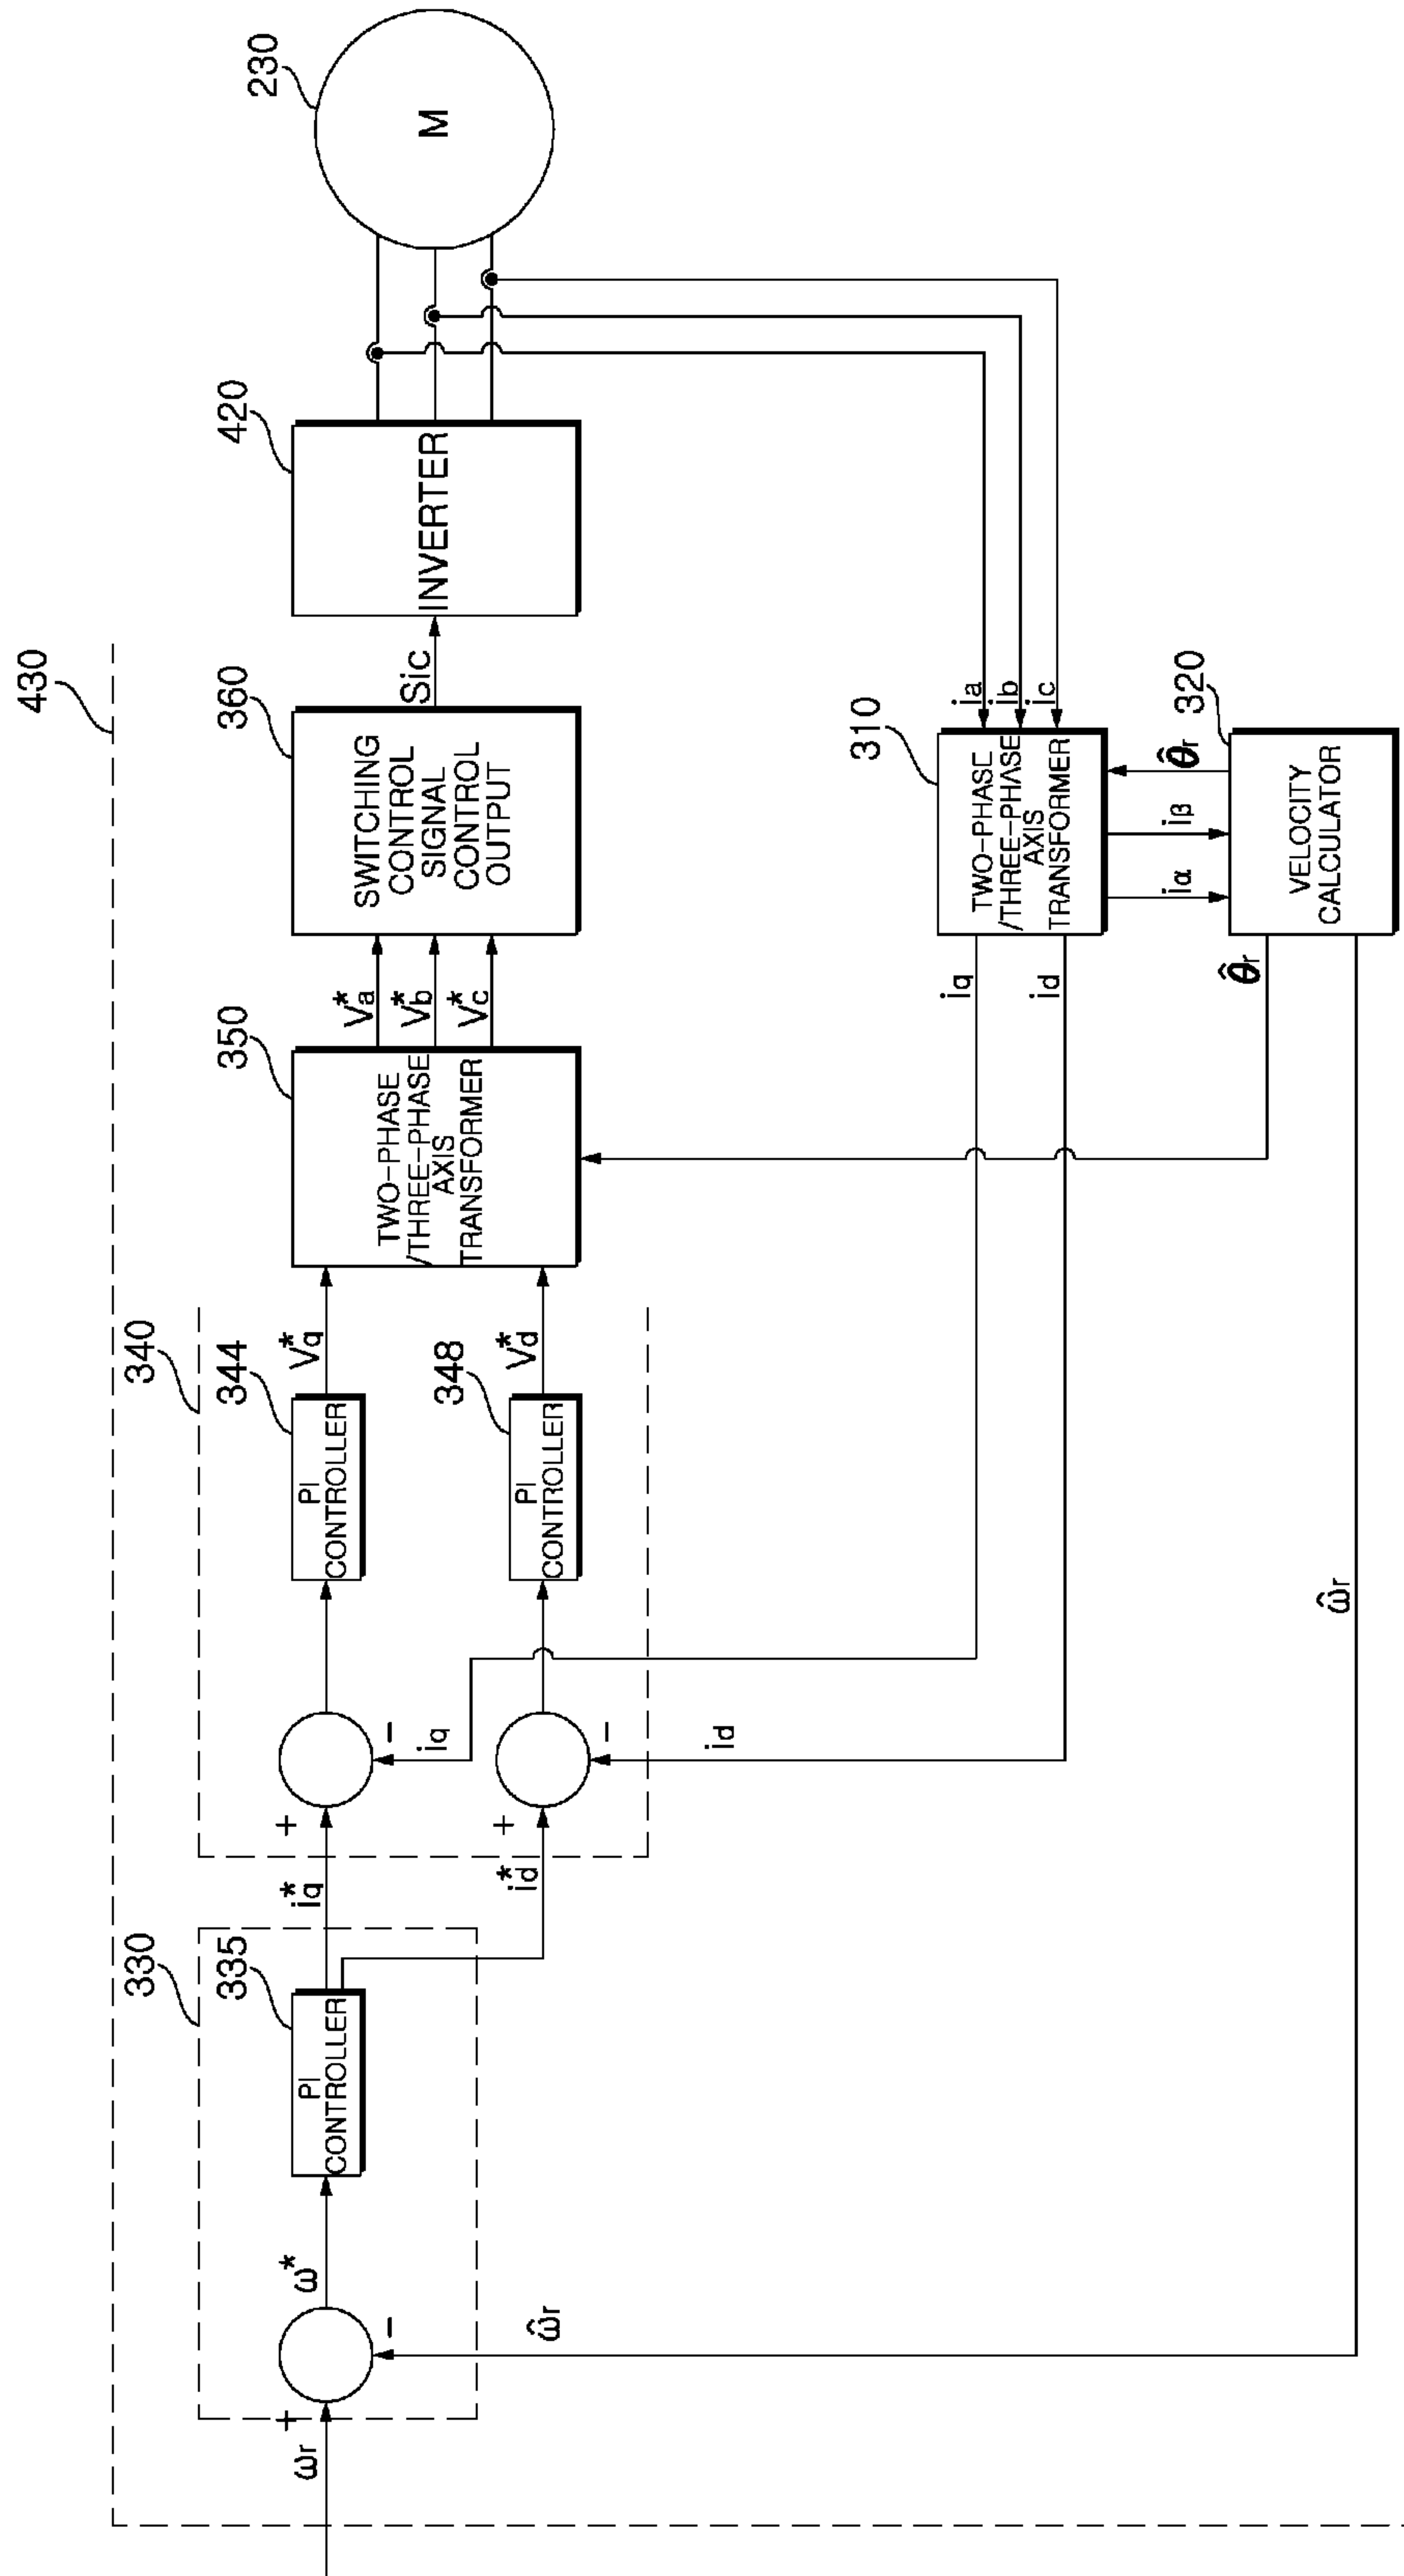 430
330
335
PI
CONTROLLER
ωr
+
−
ω*
ω̂r
i*q
i*d
340
344
PI
CONTROLLER
348
PI
CONTROLLER
+
−
iq
+
−
id
V*q
V*d
350
TWO-PHASE
/THREE-PHASE
AXIS
TRANSFORMER
V*a
V*b
V*c
360
SWITCHING
CONTROL
SIGNAL
CONTROL
OUTPUT
Sic
420
INVERTER
230
M
310
TWO-PHASE
/THREE-PHASE
AXIS
TRANSFORMER
ia
ib
ic
iq
id
iα
iβ
θ̂r
320
VELOCITY
CALCULATOR
θ̂r
ω̂r